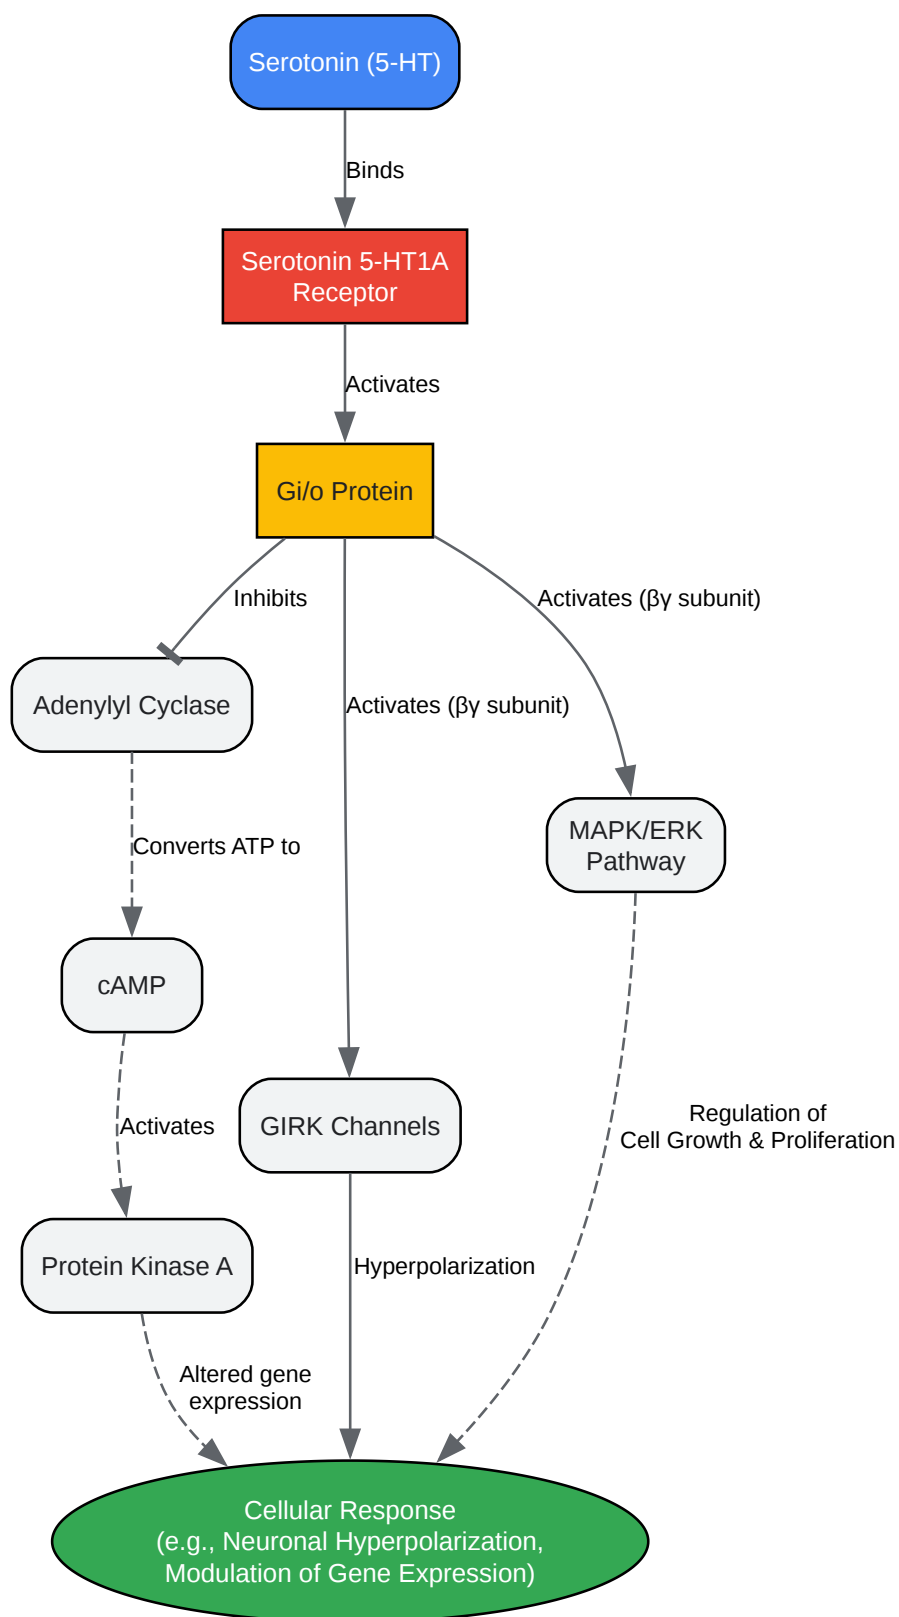 Serotonin (5-HT)
Binds
Serotonin 5-HT1A
Receptor
Activates
Gi/o Protein
Inhibits
Activates (βγ subunit)
Activates (βγ subunit)
Adenylyl Cyclase
MAPK/ERK
Pathway
Converts ATP to
cAMP
Activates
GIRK Channels
Regulation of
Cell Growth & Proliferation
Protein Kinase A
Hyperpolarization
Altered gene
expression
Cellular Response
(e.g., Neuronal Hyperpolarization,
Modulation of Gene Expression)